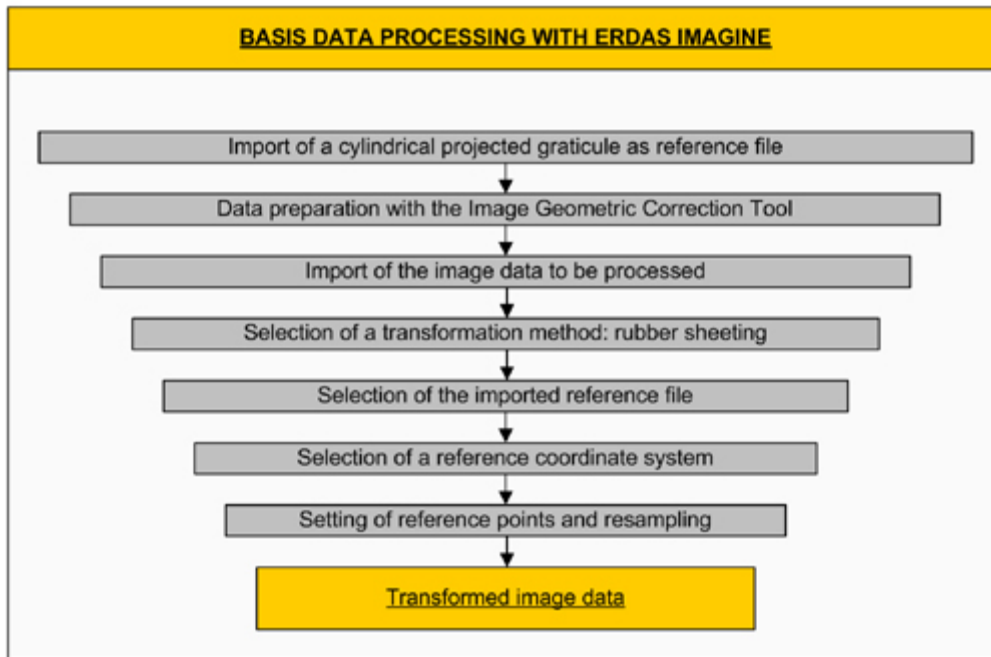 BASIS DATA PROCESSING WITH ERDAS IMAGINE
Import of a cylindrical projected graticule as reference file
Data preparation with the Image Geometric Correction Tool
Import of the image data to be processed
Selection of a transformation method: rubber sheeting
Selection of the imported reference file
Selection of a reference coordinate system
Setting of reference points and resampling
Transformed image data